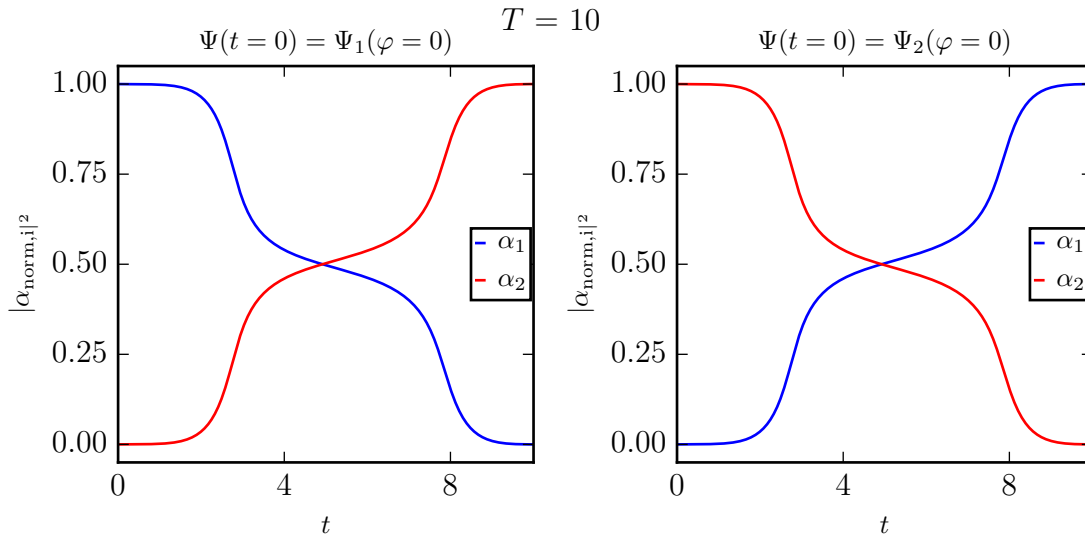 T = 10
Ψ(t = 0) = Ψ₁(φ = 0)
1.00
0.75
0.50
0.25
0.00
|α_norm,i|²
0 4 8
t
α₁
α₂
Ψ(t = 0) = Ψ₂(φ = 0)
1.00
0.75
0.50
0.25
0.00
|α_norm,i|²
0 4 8
t
α₁
α₂